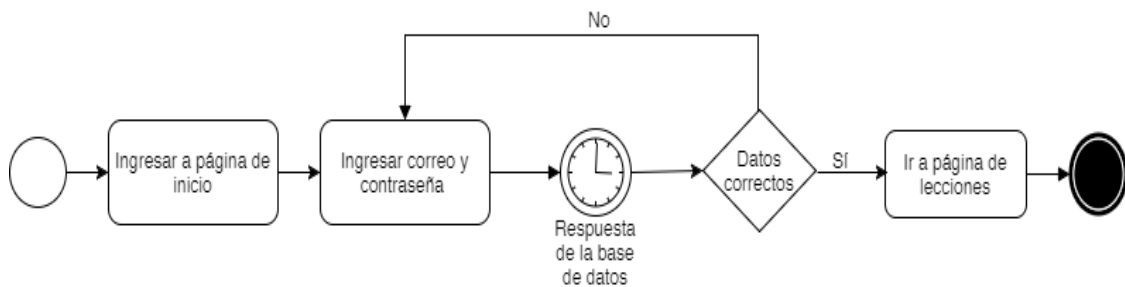 No
Ingresar a página de
inicio
Ingresar correo y
contraseña
Respuesta
de la base
de datos
Datos
correctos
Sí
Ir a página de
lecciones